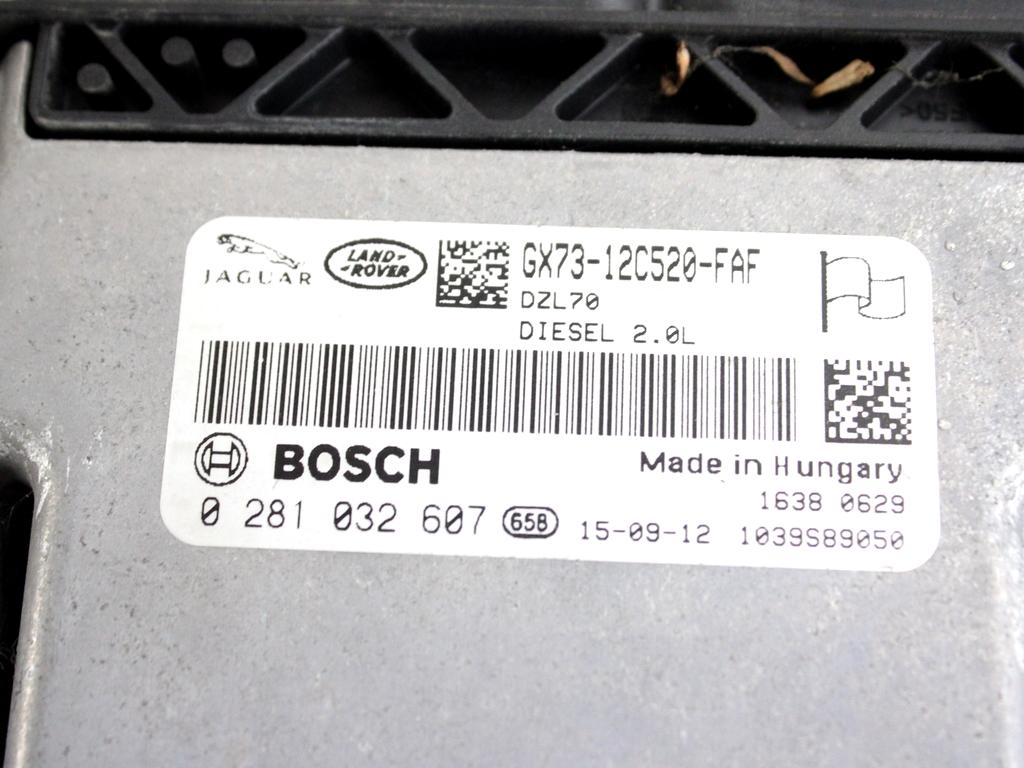 JAGUAR
LAND-
-ROVER
GX73-12C520-FAF
DZL70
DIESEL 2.0L
BOSCH
Made in Hungary
1638 0629
0 281 032 607 65B 15-09-12 1039S89050